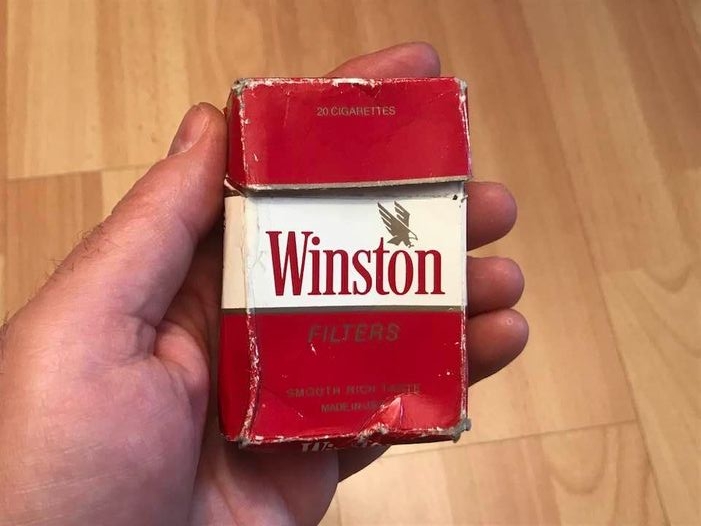 20 CIGARETTES
Winston
FILTERS
SMOOTH RICH TASTE
MADE IN